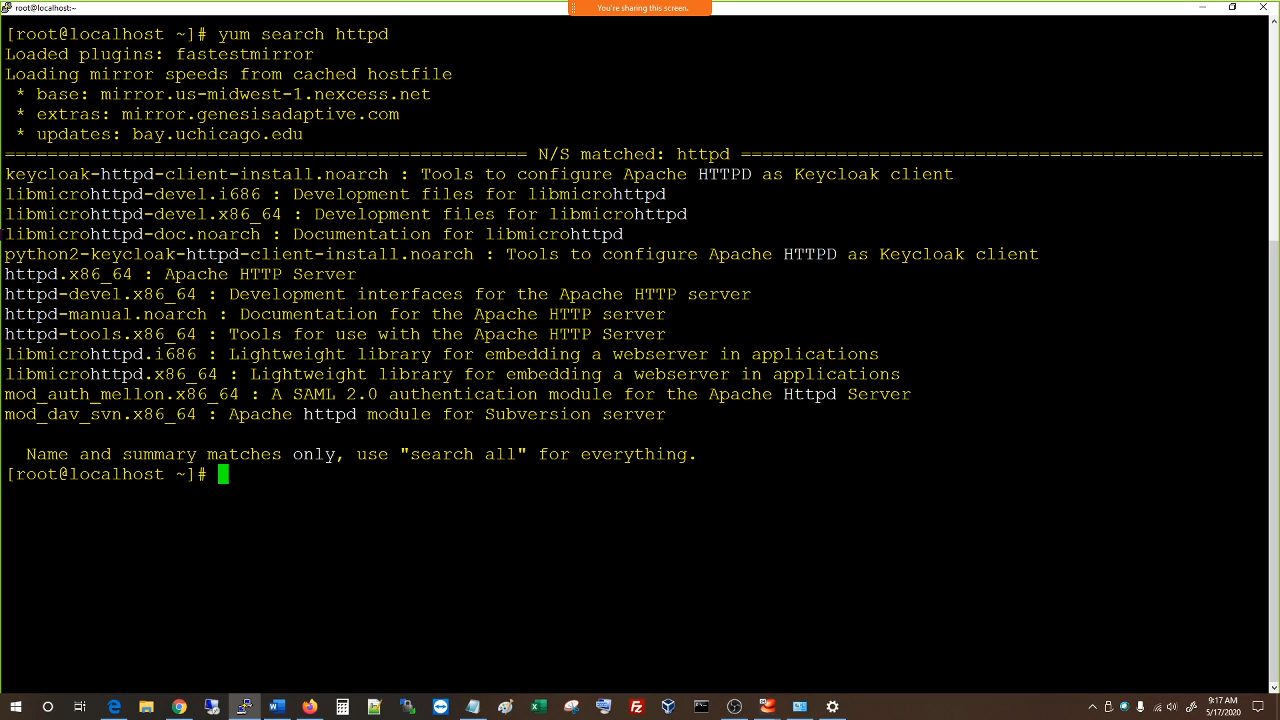 root@localhost:~
You're sharing this screen.
[root@localhost ~]# yum search httpd
Loaded plugins: fastestmirror
Loading mirror speeds from cached hostfile
 * base: mirror.us-midwest-1.nexcess.net
 * extras: mirror.genesisadaptive.com
 * updates: bay.uchicago.edu
================================================= N/S matched: httpd =================================================
keycloak-httpd-client-install.noarch : Tools to configure Apache HTTPD as Keycloak client
libmicrohttpd-devel.i686 : Development files for libmicrohttpd
libmicrohttpd-devel.x86_64 : Development files for libmicrohttpd
libmicrohttpd-doc.noarch : Documentation for libmicrohttpd
python2-keycloak-httpd-client-install.noarch : Tools to configure Apache HTTPD as Keycloak client
httpd.x86_64 : Apache HTTP Server
httpd-devel.x86_64 : Development interfaces for the Apache HTTP server
httpd-manual.noarch : Documentation for the Apache HTTP server
httpd-tools.x86_64 : Tools for use with the Apache HTTP Server
libmicrohttpd.i686 : Lightweight library for embedding a webserver in applications
libmicrohttpd.x86_64 : Lightweight library for embedding a webserver in applications
mod_auth_mellon.x86_64 : A SAML 2.0 authentication module for the Apache Httpd Server
mod_dav_svn.x86_64 : Apache httpd module for Subversion server
  Name and summary matches only, use "search all" for everything.
[root@localhost ~]#
9:17 AM
5/17/2020